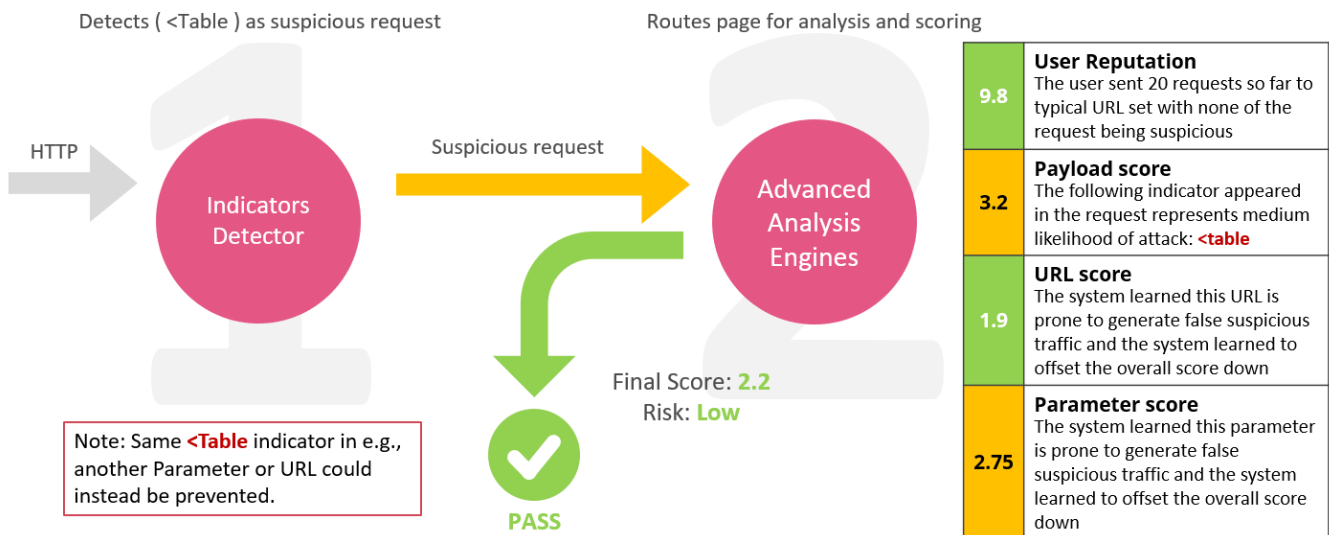 Detects ( <Table ) as suspicious request
Routes page for analysis and scoring
1
2
HTTP
Indicators
Detector
Suspicious request
Advanced
Analysis
Engines
Final Score: 2.2
Risk: Low
PASS
Note: Same <Table indicator in e.g.,
another Parameter or URL could
instead be prevented.
9.8
User Reputation
The user sent 20 requests so far to
typical URL set with none of the
request being suspicious
3.2
Payload score
The following indicator appeared
in the request represents medium
likelihood of attack: <table
1.9
URL score
The system learned this URL is
prone to generate false suspicious
traffic and the system learned to
offset the overall score down
2.75
Parameter score
The system learned this parameter
is prone to generate false
suspicious traffic and the system
learned to offset the overall score
down